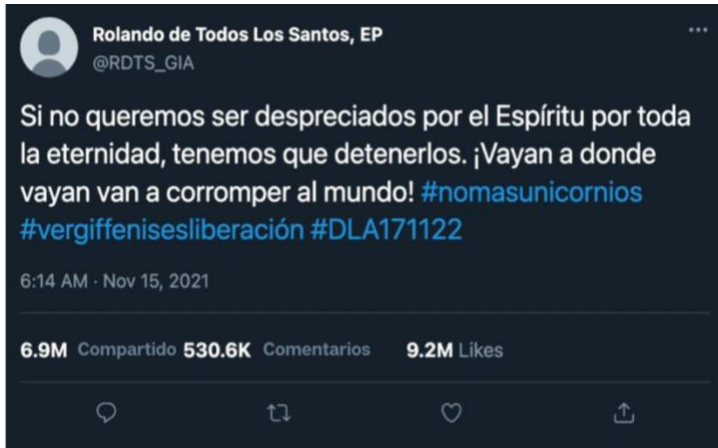 Rolando de Todos Los Santos, EP
@RDTS_GIA
Si no queremos ser despreciados por el Espíritu por toda
la eternidad, tenemos que detenerlos. ¡Vayan a donde
vayan van a corromper al mundo! #nomasunicornios
#vergiffenisesliberación #DLA171122
6:14 AM · Nov 15, 2021
6.9M Compartido 530.6K Comentarios 9.2M Likes